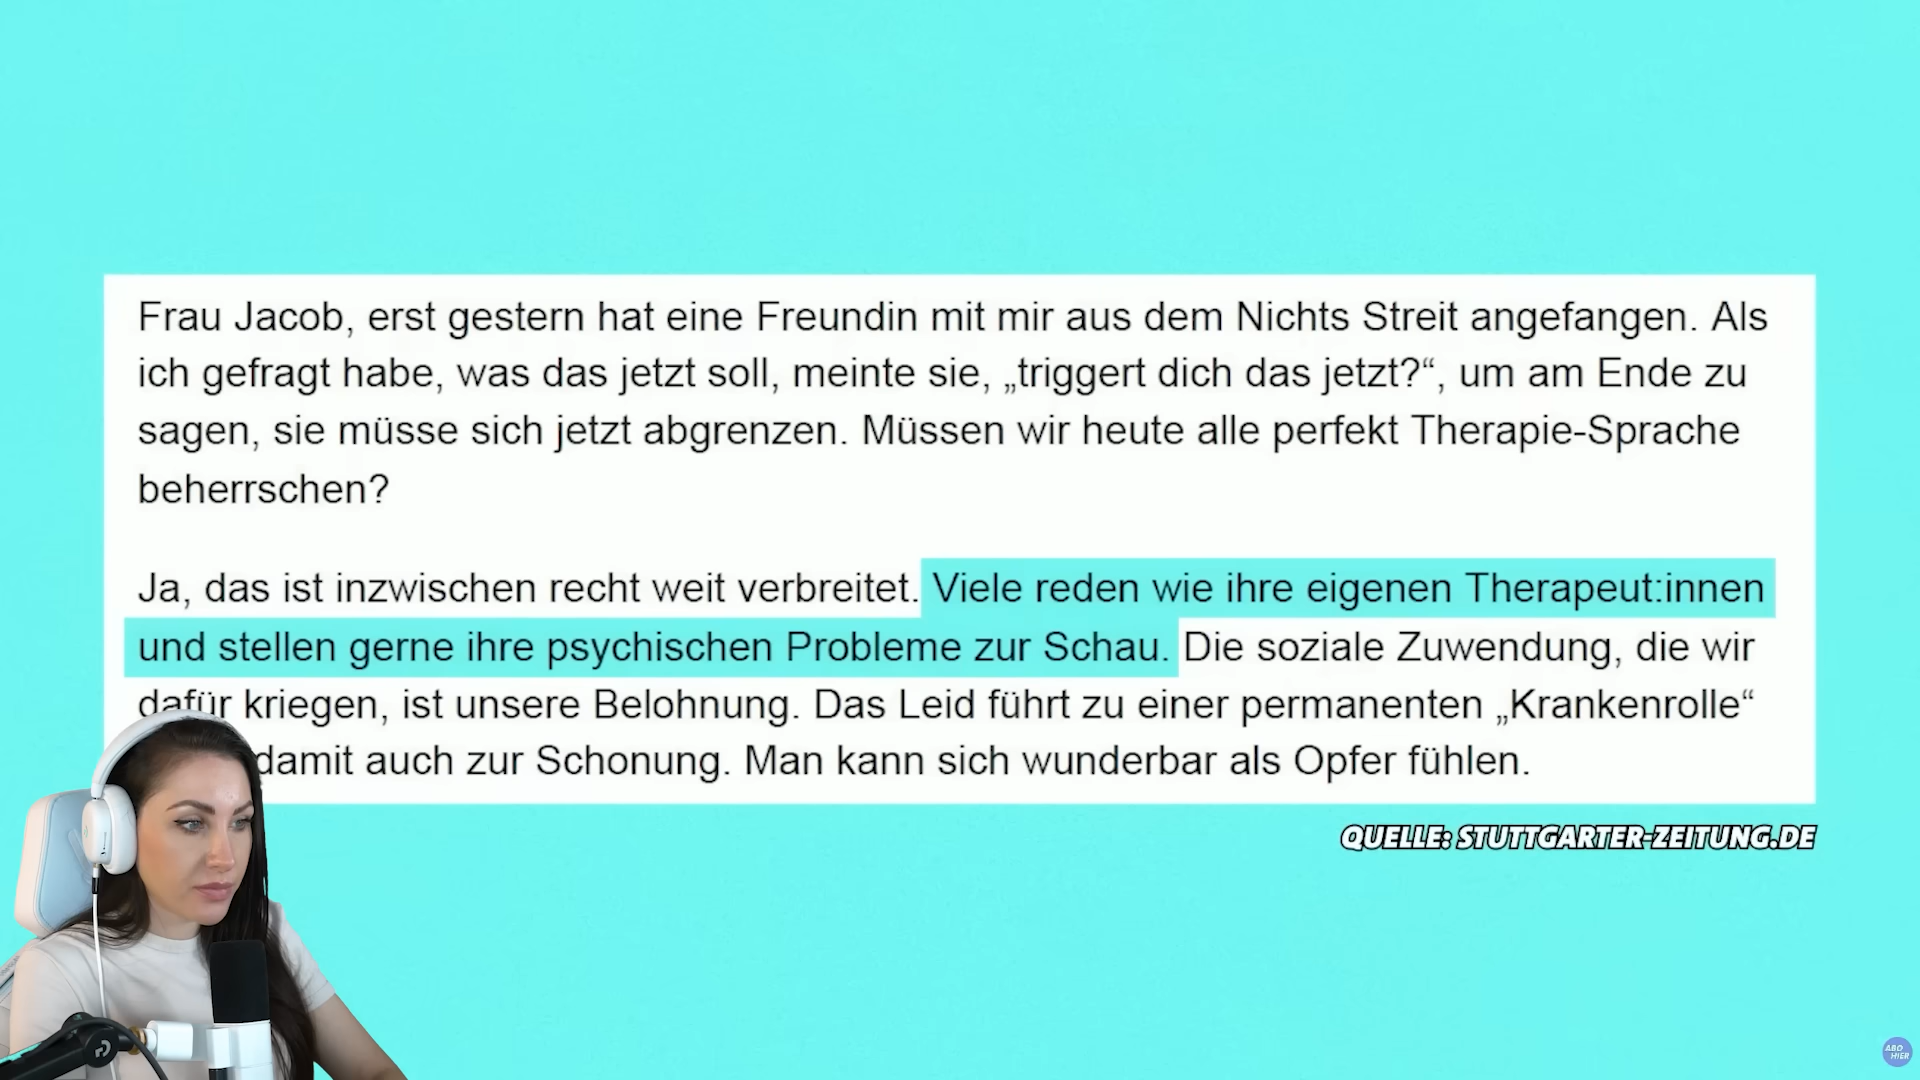 Frau Jacob, erst gestern hat eine Freundin mit mir aus dem Nichts Streit angefangen. Als
ich gefragt habe, was das jetzt soll, meinte sie, „triggert dich das jetzt?“, um am Ende zu
sagen, sie müsse sich jetzt abgrenzen. Müssen wir heute alle perfekt Therapie-Sprache
beherrschen?
Ja, das ist inzwischen recht weit verbreitet. Viele reden wie ihre eigenen Therapeut:innen
und stellen gerne ihre psychischen Probleme zur Schau. Die soziale Zuwendung, die wir
dafür kriegen, ist unsere Belohnung. Das Leid führt zu einer permanenten „Krankenrolle“
damit auch zur Schonung. Man kann sich wunderbar als Opfer fühlen.
QUELLE: STUTTGARTER-ZEITUNG.DE
ABO
HIER